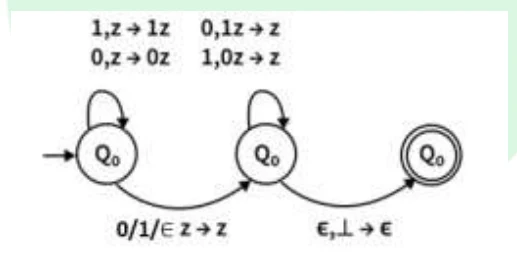 1,z → 1z 0,1z → z
0,z → 0z 1,0z → z
Q₀ Q₀ Q₀
0/1/∈ z → z ϵ,⊥ → ϵ